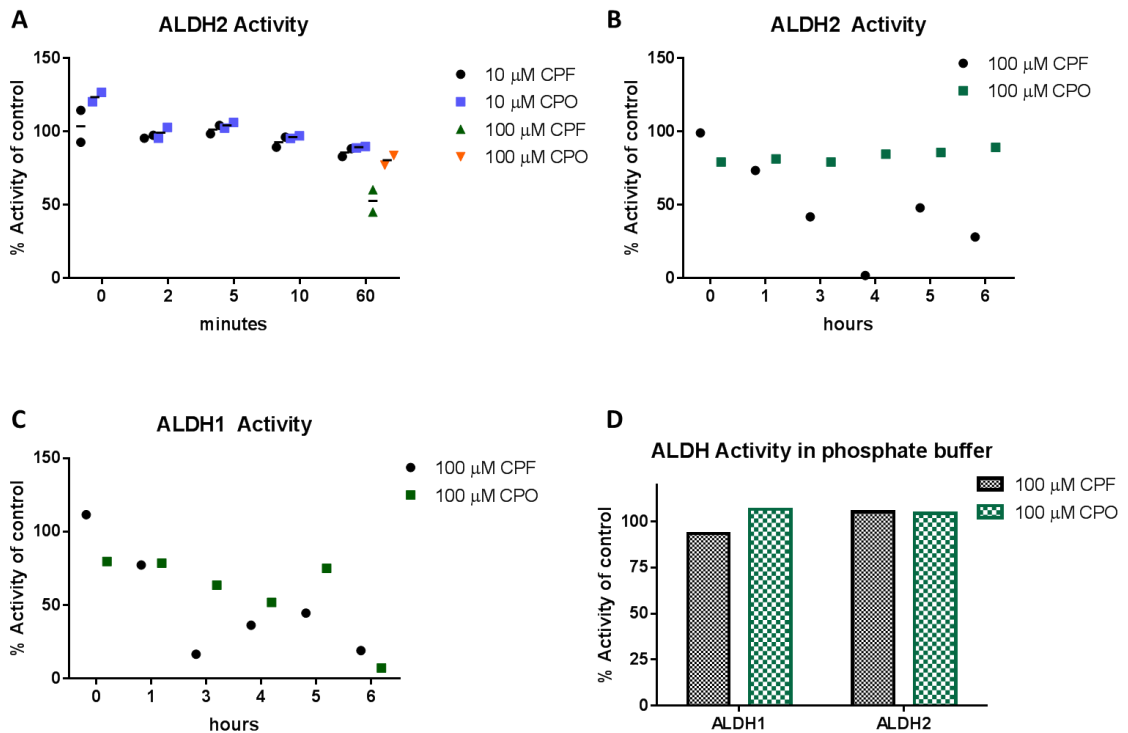 A
ALDH2 Activity
% Activity of control
150
100
50
0
0 2 5 10 60
minutes
10 μM CPF
10 μM CPO
100 μM CPF
100 μM CPO
B
ALDH2 Activity
% Activity of control
150
100
50
0
0 1 3 4 5 6
hours
100 μM CPF
100 μM CPO
C
ALDH1 Activity
% Activity of control
150
100
50
0
0 1 3 4 5 6
hours
100 μM CPF
100 μM CPO
D
ALDH Activity in phosphate buffer
% Activity of control
100
75
50
25
0
ALDH1 ALDH2
100 μM CPF
100 μM CPO